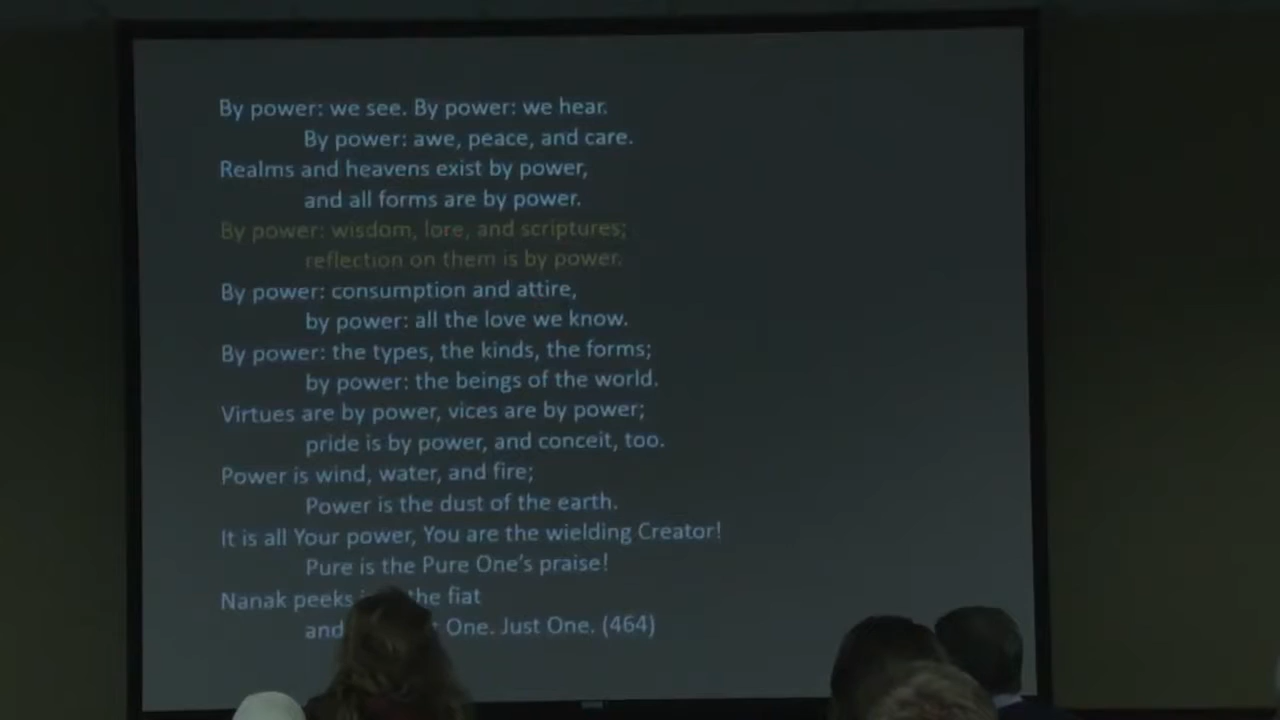 By power: we see. By power: we hear.
By power: awe, peace, and care.
Realms and heavens exist by power,
and all forms are by power.
By power: wisdom, lore, and scriptures;
reflection on them is by power.
By power: consumption and attire,
by power: all the love we know.
By power: the types, the kinds, the forms;
by power: the beings of the world.
Virtues are by power, vices are by power;
pride is by power, and conceit, too.
Power is wind, water, and fire;
Power is the dust of the earth.
It is all Your power, You are the wielding Creator!
Pure is the Pure One's praise!
Nanak peeks the fiat
and One. Just One. (464)